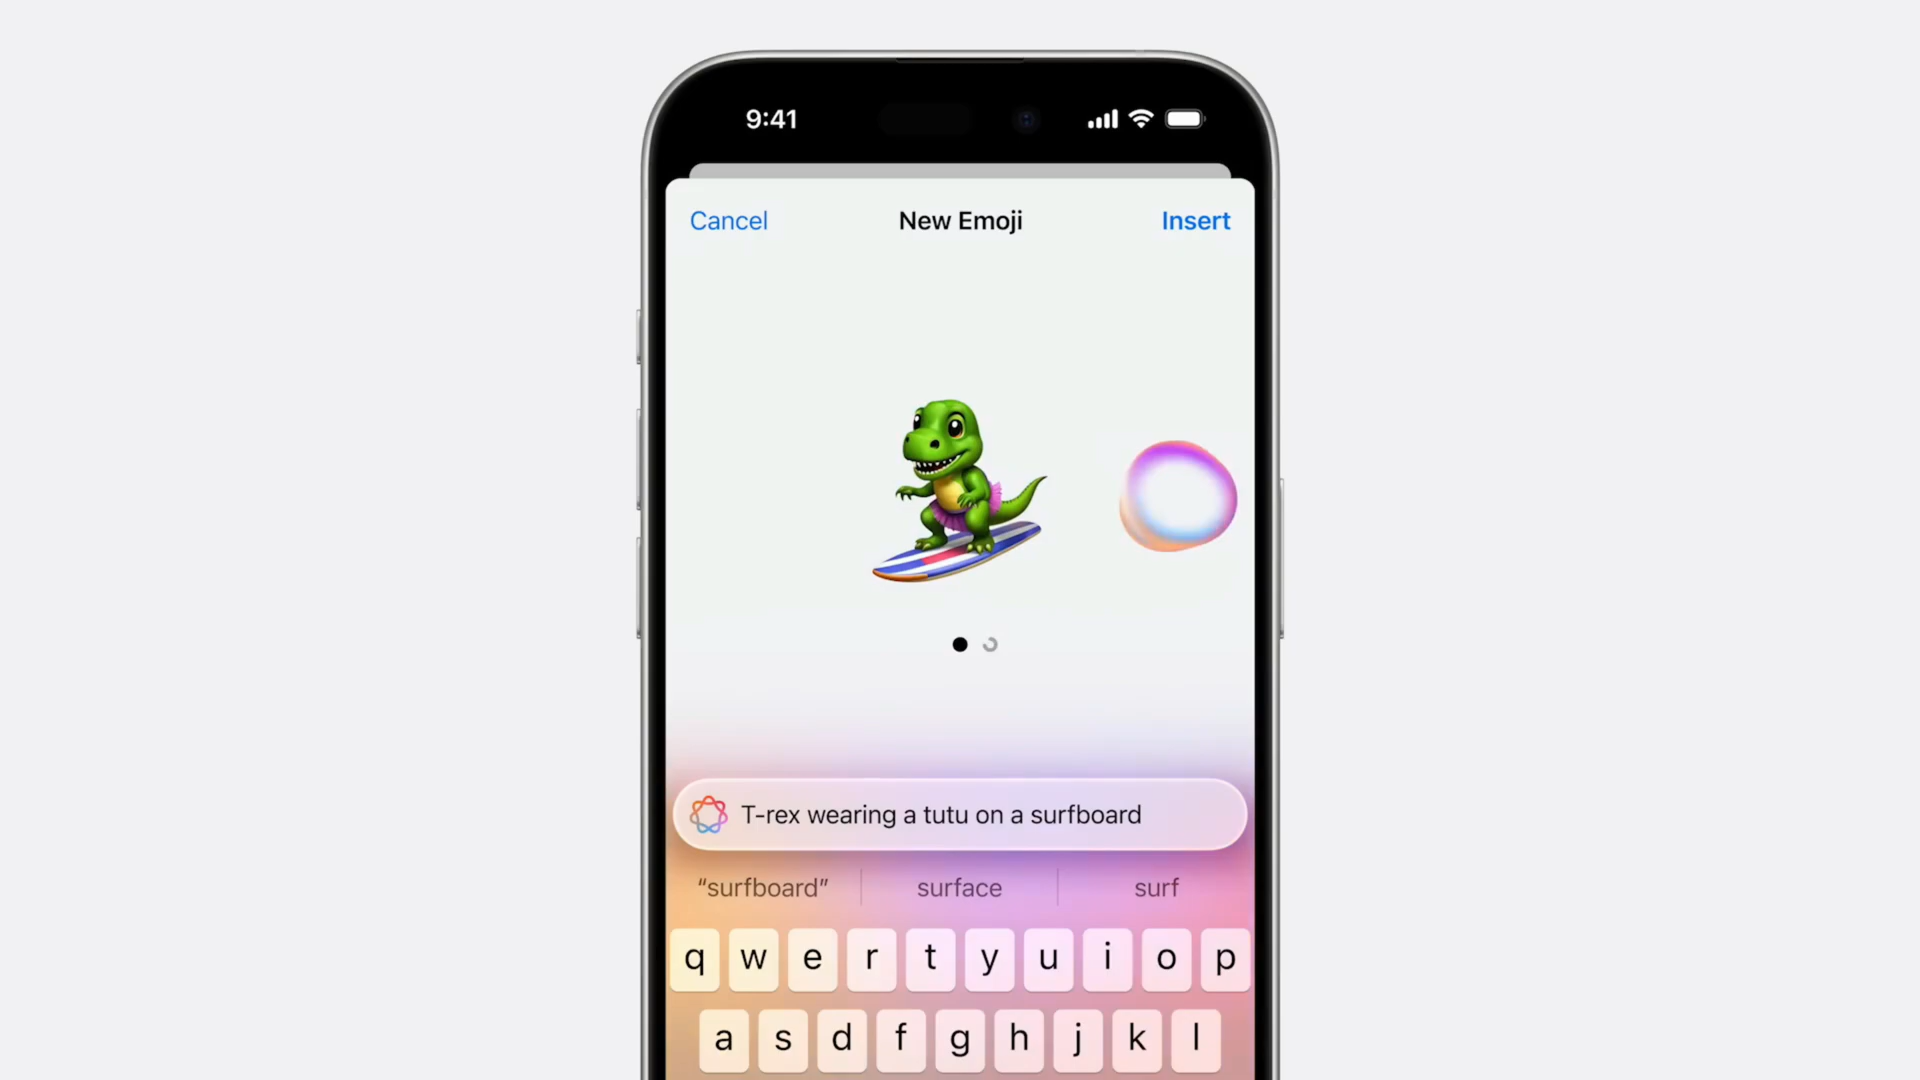 9:41
Cancel New Emoji Insert
T-rex wearing a tutu on a surfboard
“surfboard” surface surf
q w e r t y u i o p
a s d f g h j k l